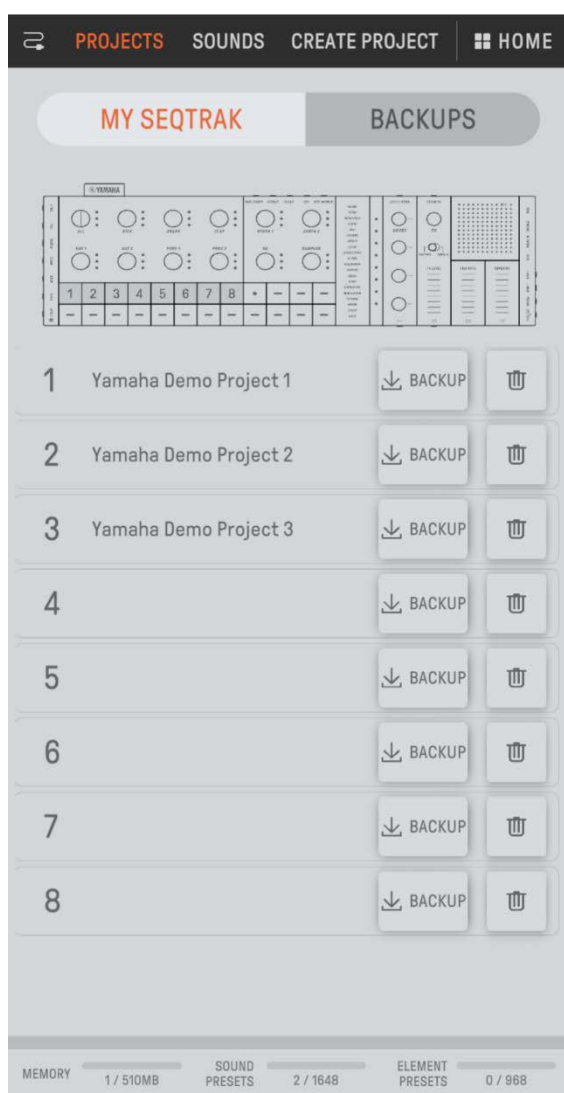 PROJECTS SOUNDS CREATE PROJECT HOME
MY SEQTRAK BACKUPS
YAMAHA
1 2 3 4 5 6 7 8
1 Yamaha Demo Project 1 BACKUP
2 Yamaha Demo Project 2 BACKUP
3 Yamaha Demo Project 3 BACKUP
4 BACKUP
5 BACKUP
6 BACKUP
7 BACKUP
8 BACKUP
MEMORY 1 / 510MB SOUND PRESETS 2 / 1648 ELEMENT PRESETS 0 / 968